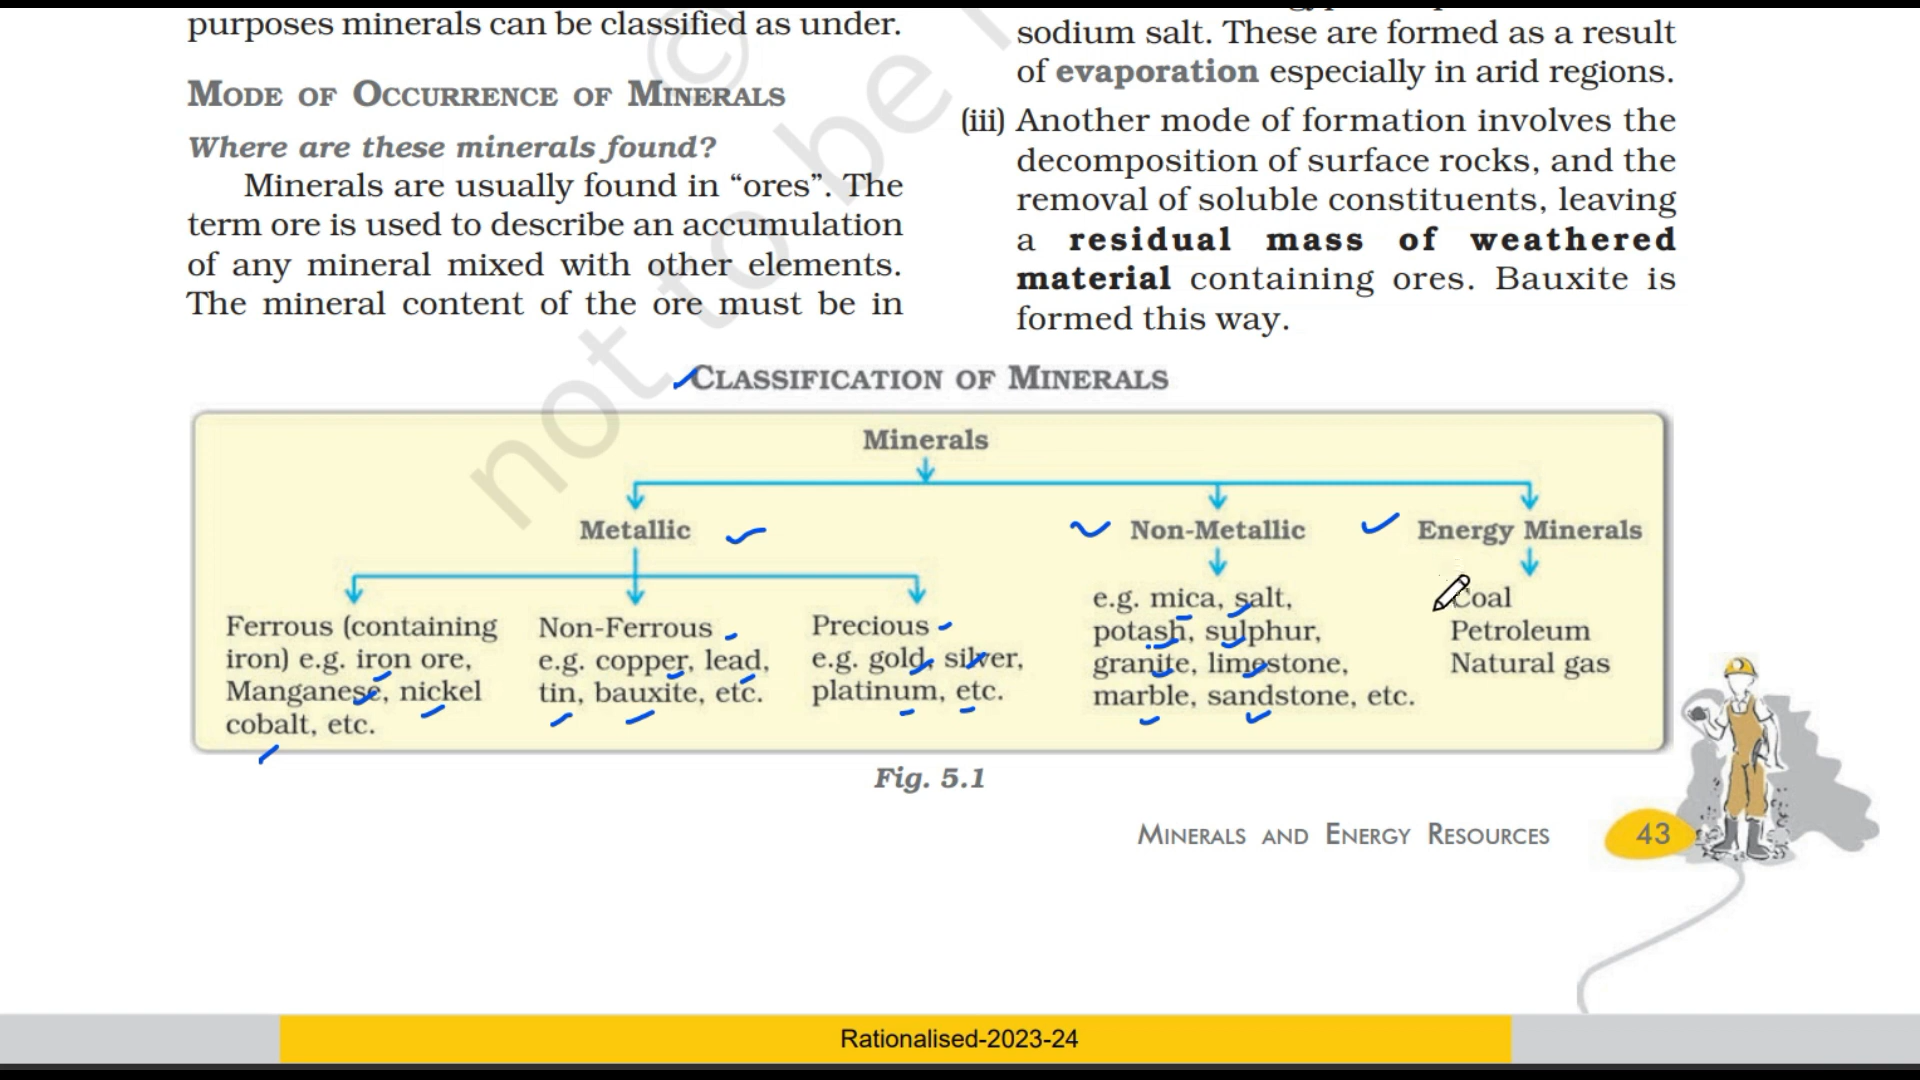 purposes minerals can be classified as under.
MODE OF OCCURRENCE OF MINERALS
Where are these minerals found?
Minerals are usually found in “ores”. The
term ore is used to describe an accumulation
of any mineral mixed with other elements.
The mineral content of the ore must be in
sodium salt. These are formed as a result
of evaporation especially in arid regions.
(iii) Another mode of formation involves the
decomposition of surface rocks, and the
removal of soluble constituents, leaving
a residual mass of weathered
material containing ores. Bauxite is
formed this way.
© not to be
CLASSIFICATION OF MINERALS
Minerals
Metallic
Non-Metallic
Energy Minerals
Ferrous (containing
iron) e.g. iron ore,
Manganese, nickel
cobalt, etc.
Non-Ferrous
e.g. copper, lead,
tin, bauxite, etc.
Precious
e.g. gold, silver,
platinum, etc.
e.g. mica, salt,
potash, sulphur,
granite, limestone,
marble, sandstone, etc.
Coal
Petroleum
Natural gas
Fig. 5.1
MINERALS AND ENERGY RESOURCES 43
Rationalised-2023-24